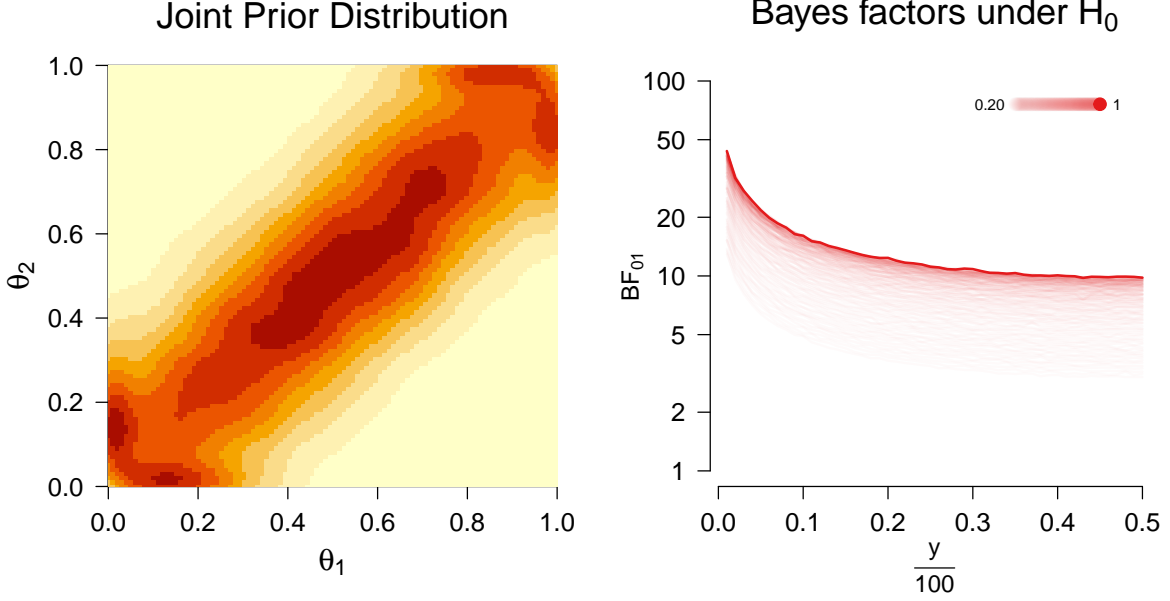 Joint Prior Distribution
1.0
0.8
0.6
0.4
0.2
0.0
θ₂
0.0 0.2 0.4 0.6 0.8 1.0
θ₁
Bayes factors under H₀
100
50
20
10
5
2
1
BF₀₁
0.20 1
0.0 0.1 0.2 0.3 0.4 0.5
y
100